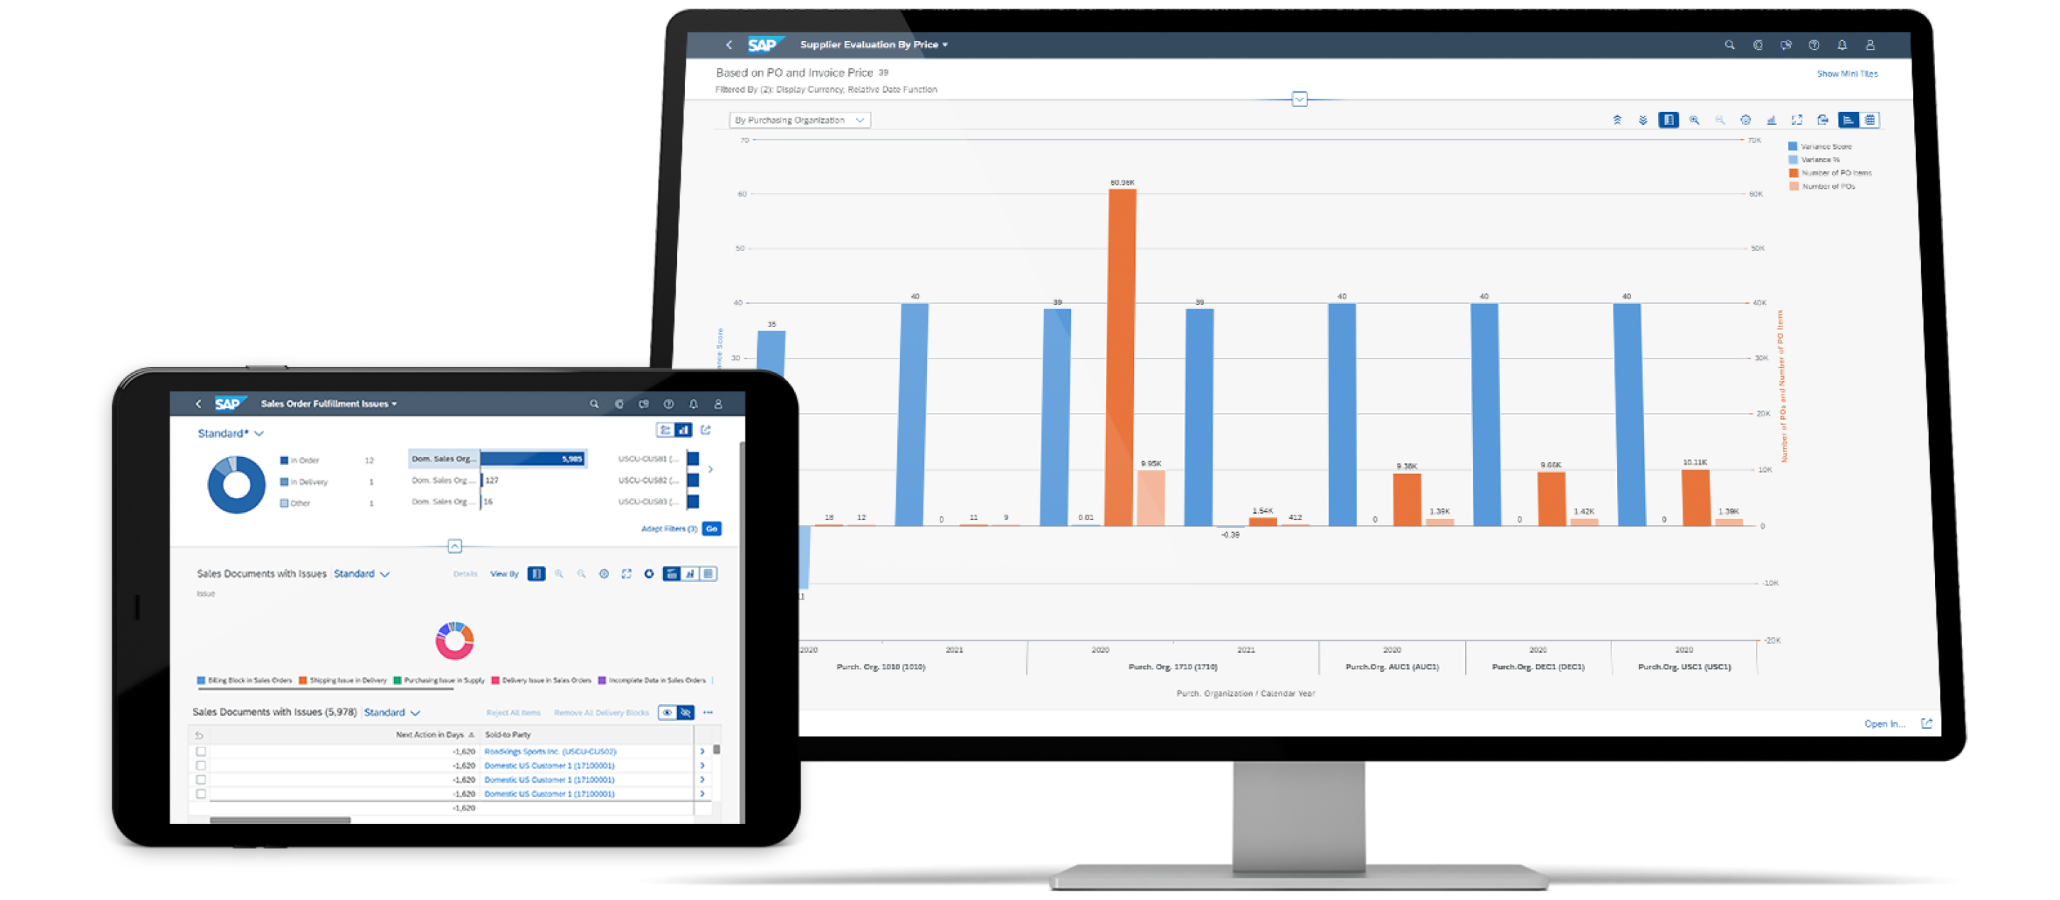 SAP Supplier Evaluation By Price
Based on PO and Invoice Price 39
Show Mini Tiles
Filtered By (2): Display Currency, Relative Date Function
By Purchasing Organization
Variance Score
Variance %
Number of PO Items
Number of POs
70
60
50
40
30
70K
60K
50K
40K
30K
20K
10K
0
-10K
-20K
Number of POs and Number of PO Items
35
18
12
40
0
11
9
39
0.01
60.96K
9.95K
39
-0.39
1.54K
412
40
0
9.38K
1.39K
40
0
9.66K
1.42K
40
0
10.11K
1.39K
2020
2021
2020
2021
2020
2020
2020
Purch. Org. 1010 (1010)
Purch. Org. 1710 (1710)
Purch.Org. AUC1 (AUC1)
Purch.Org. DEC1 (DEC1)
Purch.Org. USC1 (USC1)
Purch. Organization / Calendar Year
Open In...
SAP Sales Order Fulfillment Issues
Standard*
In Order 12
In Delivery 1
Other 1
Dom. Sales Org... 5,985
Dom. Sales Org... 127
Dom. Sales Org... 16
USCU-CUS81 (...
USCU-CUS82 (...
USCU-CUS83 (...
Adapt Filters (3) Go
Sales Documents with Issues Standard
Details View By
Issue
Billing Block in Sales Orders Shipping Issue in Delivery Purchasing Issue in Supply Delivery Issue in Sales Orders Incomplete Data in Sales Orders
Sales Documents with Issues (5,978) Standard
Reject All Items Remove All Delivery Blocks
Next Action in Days Sold-to Party
-1,620 Roadkings Sports Inc. (USCU-CUS02)
-1,620 Domestic US Customer 1 (17100001)
-1,620 Domestic US Customer 1 (17100001)
-1,620 Domestic US Customer 1 (17100001)
-1,620